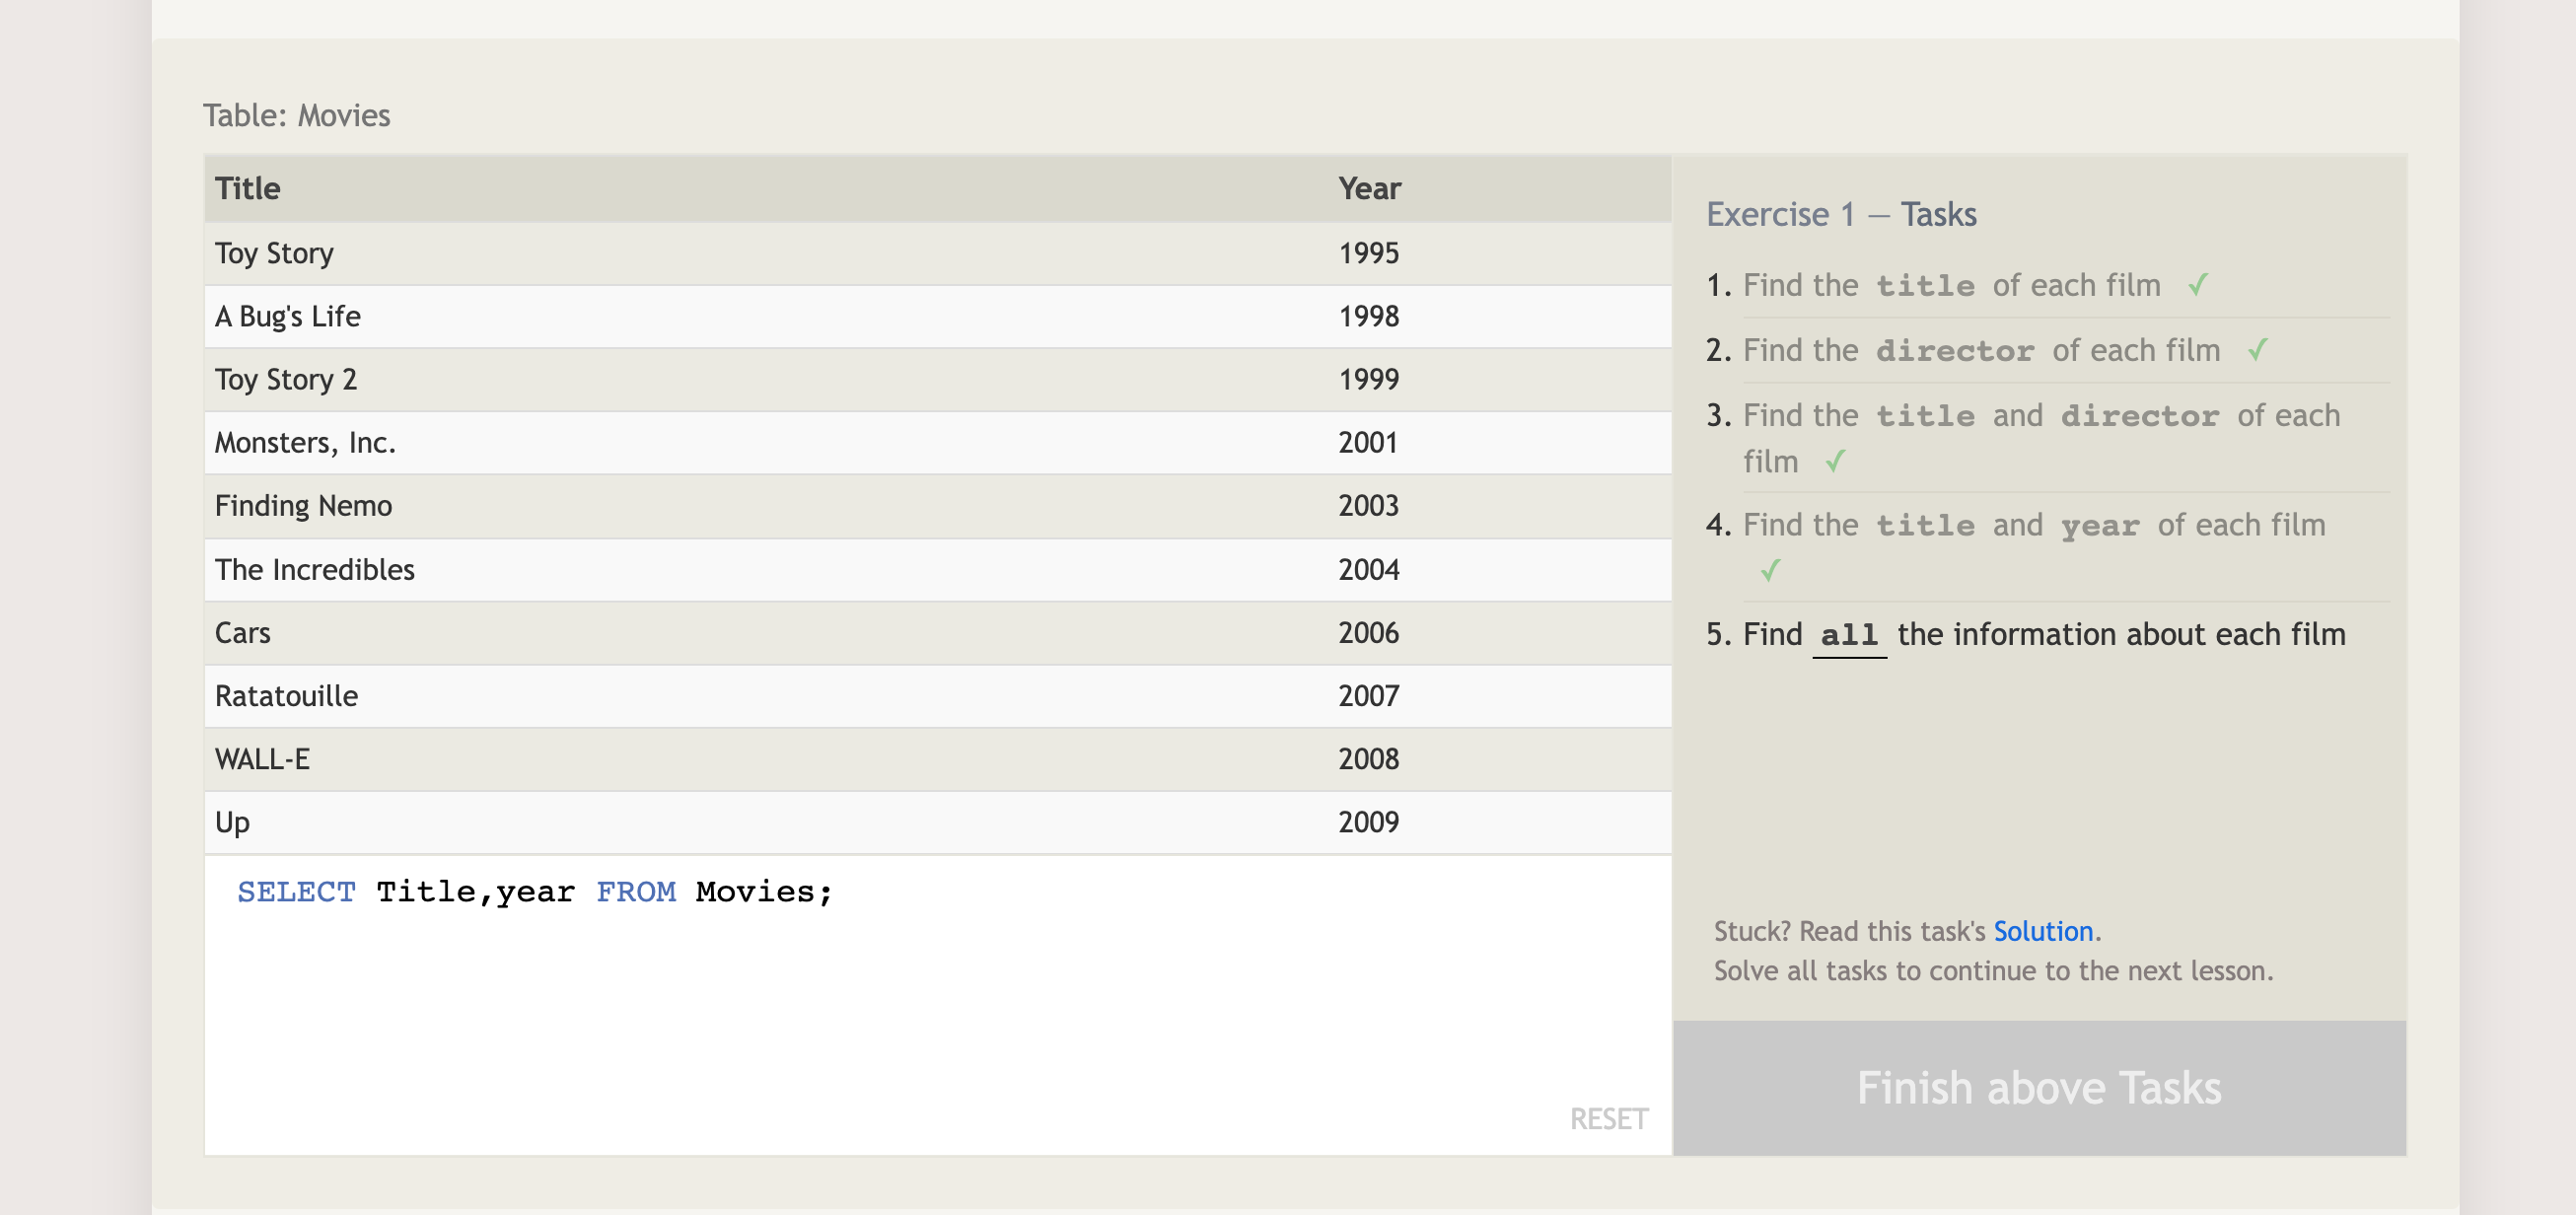 Table: Movies
Title Year
Toy Story 1995
A Bug's Life 1998
Toy Story 2 1999
Monsters, Inc. 2001
Finding Nemo 2003
The Incredibles 2004
Cars 2006
Ratatouille 2007
WALL-E 2008
Up 2009
SELECT Title,year FROM Movies;
RESET
Exercise 1 — Tasks
1. Find the title of each film ✓
2. Find the director of each film ✓
3. Find the title and director of each
film ✓
4. Find the title and year of each film
✓
5. Find all the information about each film
Stuck? Read this task's Solution.
Solve all tasks to continue to the next lesson.
Finish above Tasks